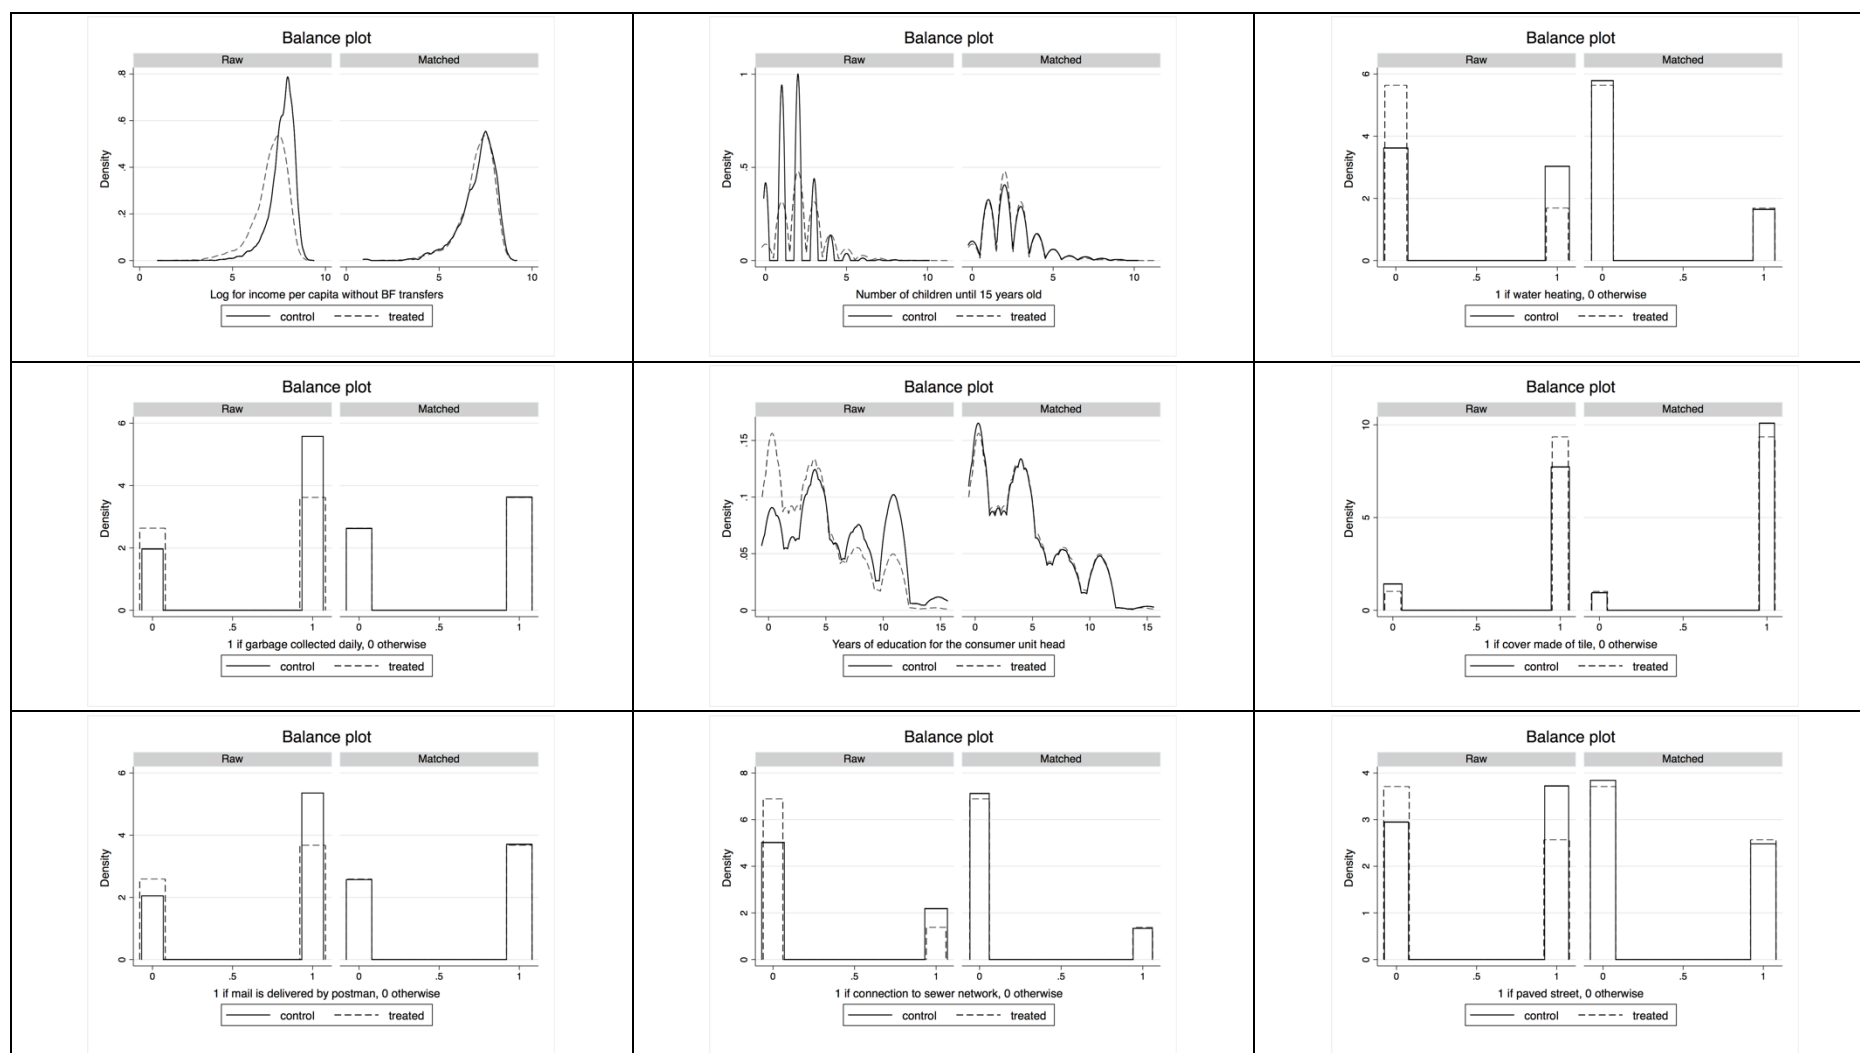 Balance plot
Raw Matched
Density
0 .2 .4 .6 .8
0 5 10 0 5 10
Log for income per capita without BF transfers
control treated
Balance plot
Raw Matched
Density
0 .5 1
0 5 10 0 5 10
Number of children until 15 years old
control treated
Balance plot
Raw Matched
Density
0 2 4 6
0 .5 1 0 .5 1
1 if water heating, 0 otherwise
control treated
Balance plot
Raw Matched
Density
0 2 4 6
0 .5 1 0 .5 1
1 if garbage collected daily, 0 otherwise
control treated
Balance plot
Raw Matched
Density
0 .05 .1 .15
0 5 10 15 0 5 10 15
Years of education for the consumer unit head
control treated
Balance plot
Raw Matched
Density
0 5 10
0 .5 1 0 .5 1
1 if cover made of tile, 0 otherwise
control treated
Balance plot
Raw Matched
Density
0 2 4 6
0 .5 1 0 .5 1
1 if mail is delivered by postman, 0 otherwise
control treated
Balance plot
Raw Matched
Density
0 2 4 6 8
0 .5 1 0 .5 1
1 if connection to sewer network, 0 otherwise
control treated
Balance plot
Raw Matched
Density
0 1 2 3 4
0 .5 1 0 .5 1
1 if paved street, 0 otherwise
control treated